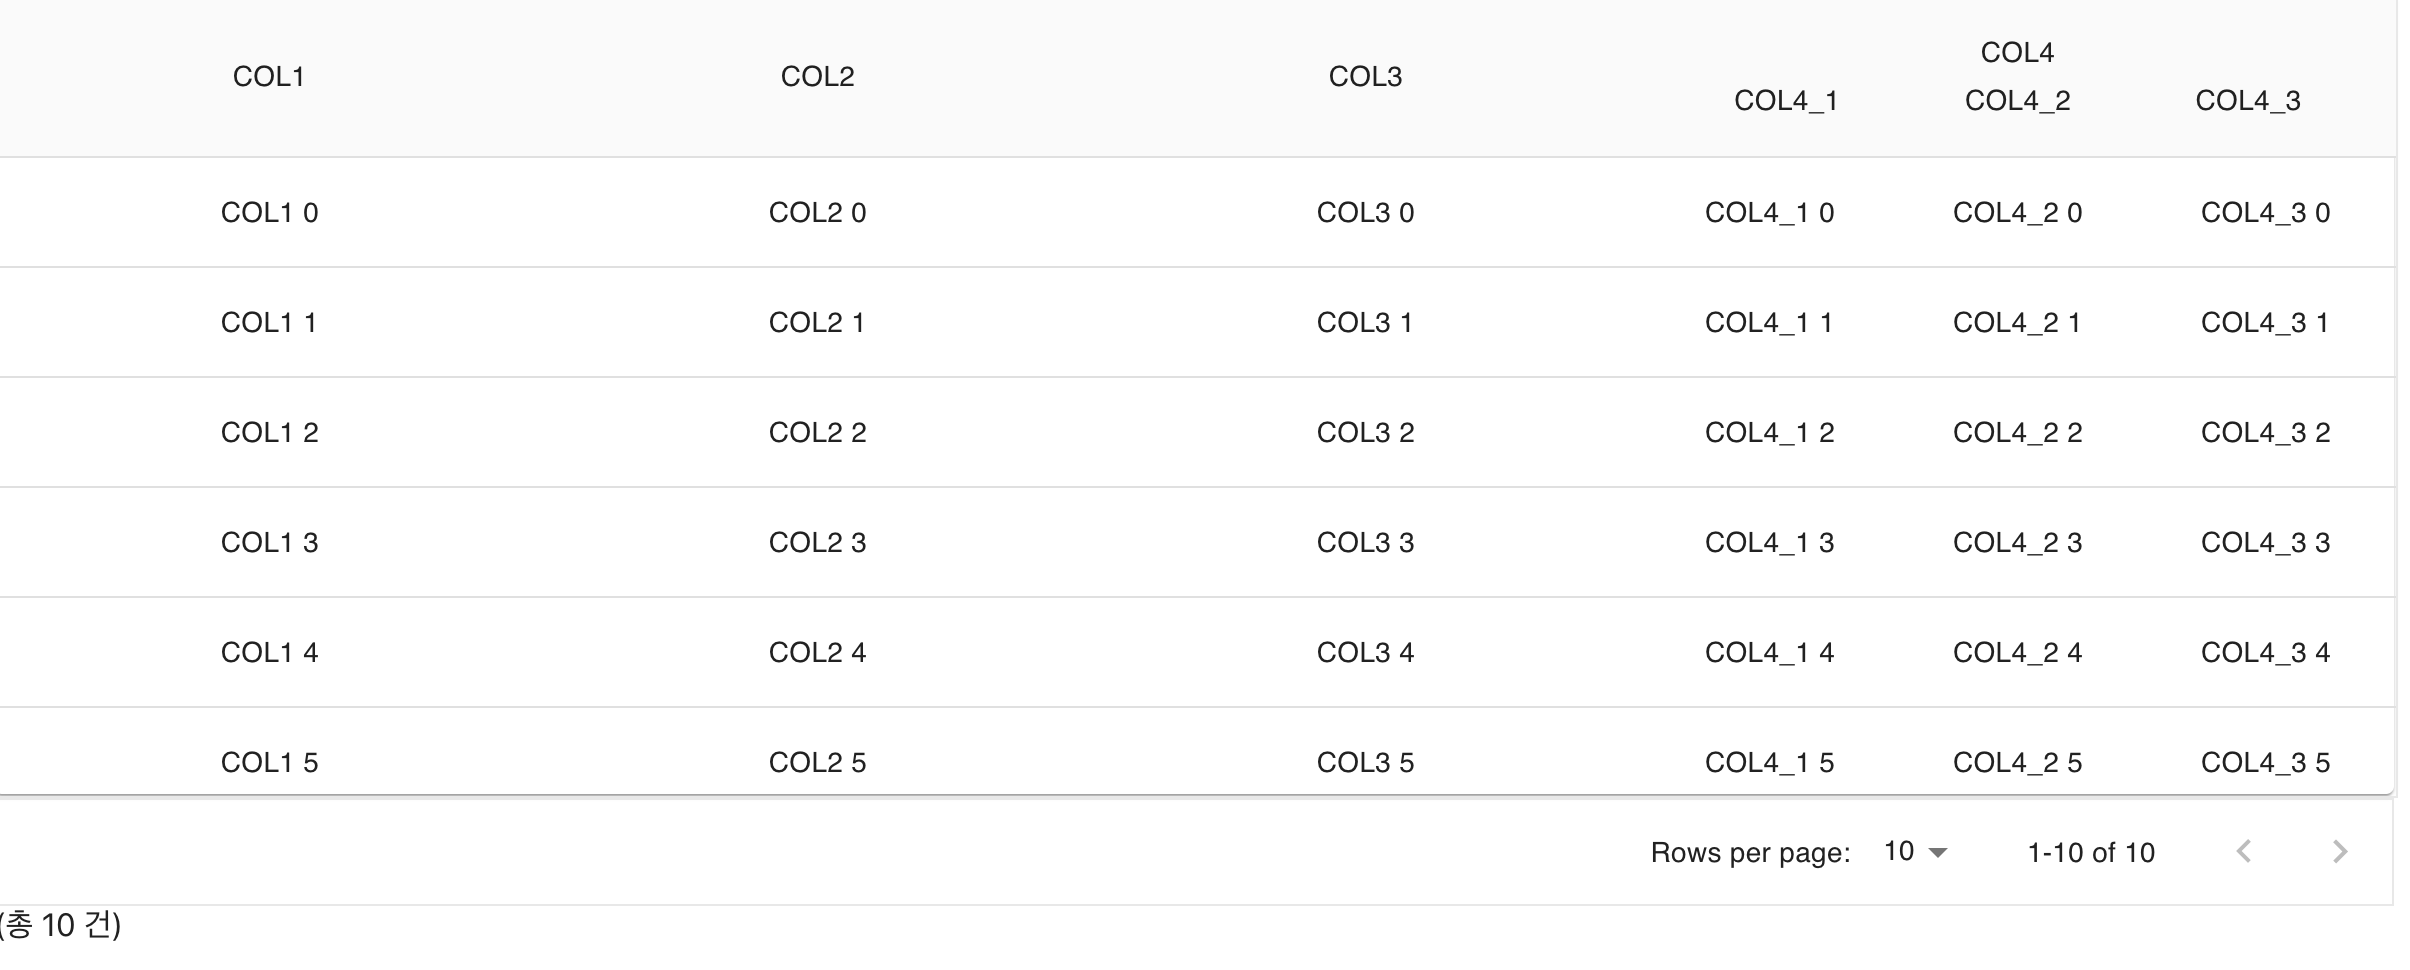 COL1 COL2 COL3 COL4
COL4_1 COL4_2 COL4_3
COL1 0 COL2 0 COL3 0 COL4_1 0 COL4_2 0 COL4_3 0
COL1 1 COL2 1 COL3 1 COL4_1 1 COL4_2 1 COL4_3 1
COL1 2 COL2 2 COL3 2 COL4_1 2 COL4_2 2 COL4_3 2
COL1 3 COL2 3 COL3 3 COL4_1 3 COL4_2 3 COL4_3 3
COL1 4 COL2 4 COL3 4 COL4_1 4 COL4_2 4 COL4_3 4
COL1 5 COL2 5 COL3 5 COL4_1 5 COL4_2 5 COL4_3 5
Rows per page: 10 1-10 of 10
(총 10 건)